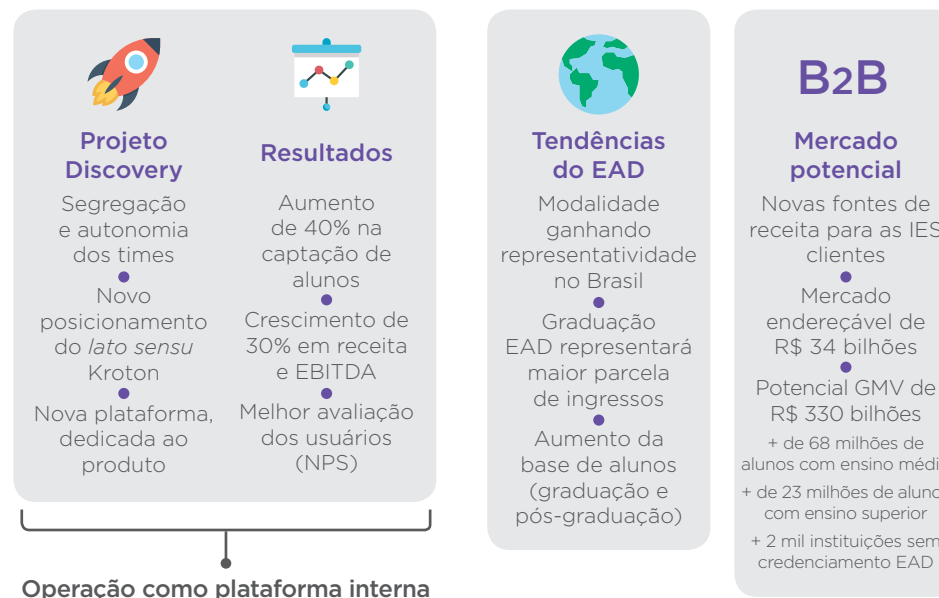 Projeto
Discovery
Segregação
e autonomia
dos times
Novo
posicionamento
do lato sensu
Kroton
Nova plataforma,
dedicada ao
produto
Resultados
Aumento
de 40% na
captação de
alunos
Crescimento de
30% em receita
e EBITDA
Melhor avaliação
dos usuários
(NPS)
Operação como plataforma interna
Tendências
do EAD
Modalidade
ganhando
representatividade
no Brasil
Graduação
EAD representará
maior parcela
de ingressos
Aumento da
base de alunos
(graduação e
pós-graduação)
B2B
Mercado
potencial
Novas fontes de
receita para as IES
clientes
Mercado
endereçável de
R$ 34 bilhões
Potencial GMV de
R$ 330 bilhões
+ de 68 milhões de
alunos com ensino
+ de 23 milhões de
com ensino superior
+ 2 mil instituições sem
credenciamento EAD